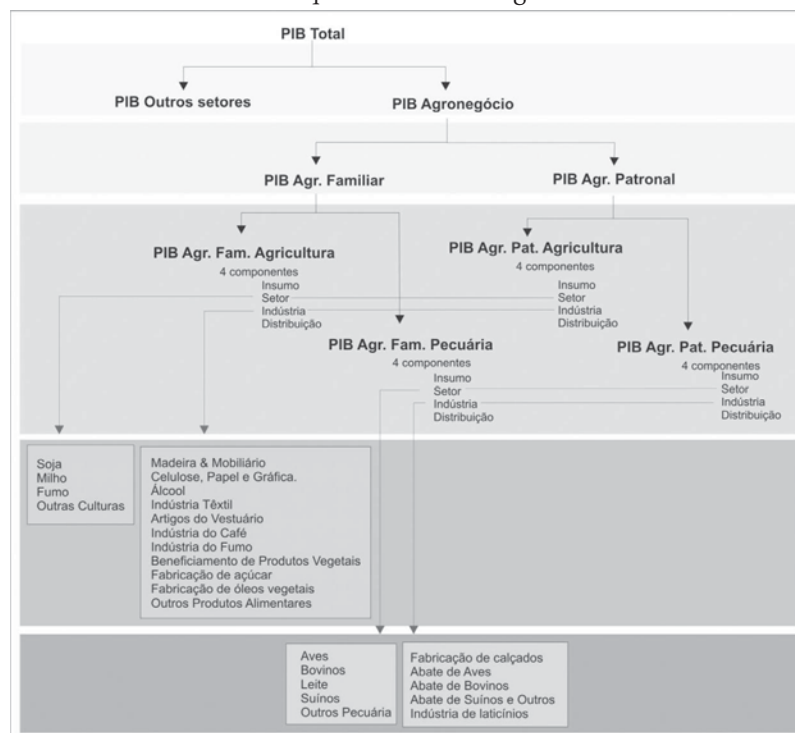 PIB Total
PIB Outros setores
PIB Agronegócio
PIB Agr. Familiar
PIB Agr. Patronal
PIB Agr. Fam. Agricultura
4 componentes
Insumo
Setor
Indústria
Distribuição
PIB Agr. Pat. Agricultura
4 componentes
Insumo
Setor
Indústria
Distribuição
PIB Agr. Fam. Pecuária
4 componentes
Insumo
Setor
Indústria
Distribuição
PIB Agr. Pat. Pecuária
4 componentes
Insumo
Setor
Indústria
Distribuição
Soja
Milho
Fumo
Outras Culturas
Madeira & Mobiliário
Celulose, Papel e Gráfica.
Álcool
Indústria Têxtil
Artigos do Vestuário
Indústria do Café
Indústria do Fumo
Beneficiamento de Produtos Vegetais
Fabricação de açúcar
Fabricação de óleos vegetais
Outros Produtos Alimentares
Aves
Bovinos
Leite
Suínos
Outros Pecuária
Fabricação de calçados
Abate de Aves
Abate de Bovinos
Abate de Suínos e Outros
Indústria de laticínios